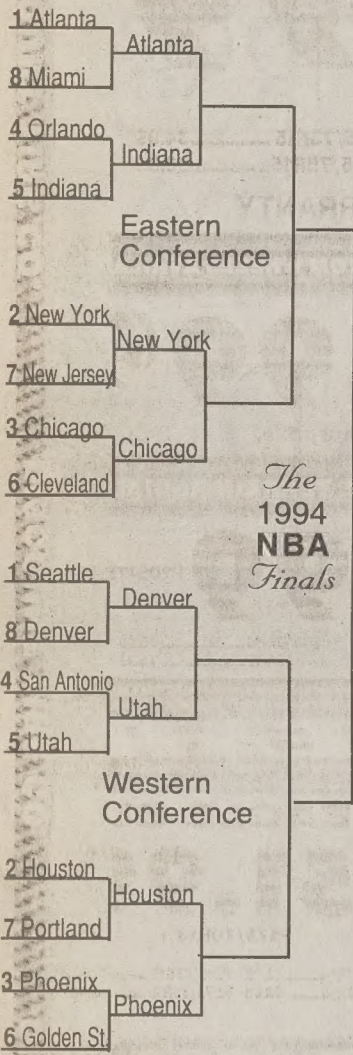 1 Atlanta
Atlanta
8 Miami
4 Orlando
Indiana
5 Indiana
Eastern
Conference
2 New York
New York
7 New Jersey
3 Chicago
Chicago
6 Cleveland
The
1994
NBA
Finals
1 Seattle
Denver
8 Denver
4 San Antonio
Utah
5 Utah
Western
Conference
2 Houston
Houston
7 Portland
3 Phoenix
Phoenix
6 Golden St.